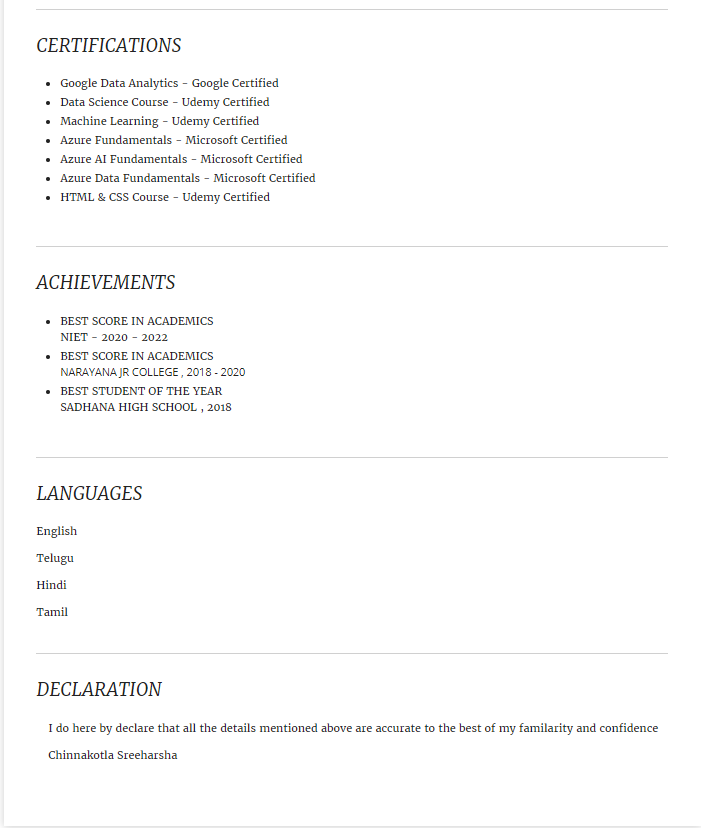 CERTIFICATIONS
Google Data Analytics - Google Certified
Data Science Course - Udemy Certified
Machine Learning - Udemy Certified
Azure Fundamentals - Microsoft Certified
Azure AI Fundamentals - Microsoft Certified
Azure Data Fundamentals - Microsoft Certified
HTML & CSS Course - Udemy Certified
ACHIEVEMENTS
BEST SCORE IN ACADEMICS
NIET - 2020 - 2022
BEST SCORE IN ACADEMICS
NARAYANA JR COLLEGE , 2018 - 2020
BEST STUDENT OF THE YEAR
SADHANA HIGH SCHOOL , 2018
LANGUAGES
English
Telugu
Hindi
Tamil
DECLARATION
I do here by declare that all the details mentioned above are accurate to the best of my familarity and confidence
Chinnakotla Sreeharsha